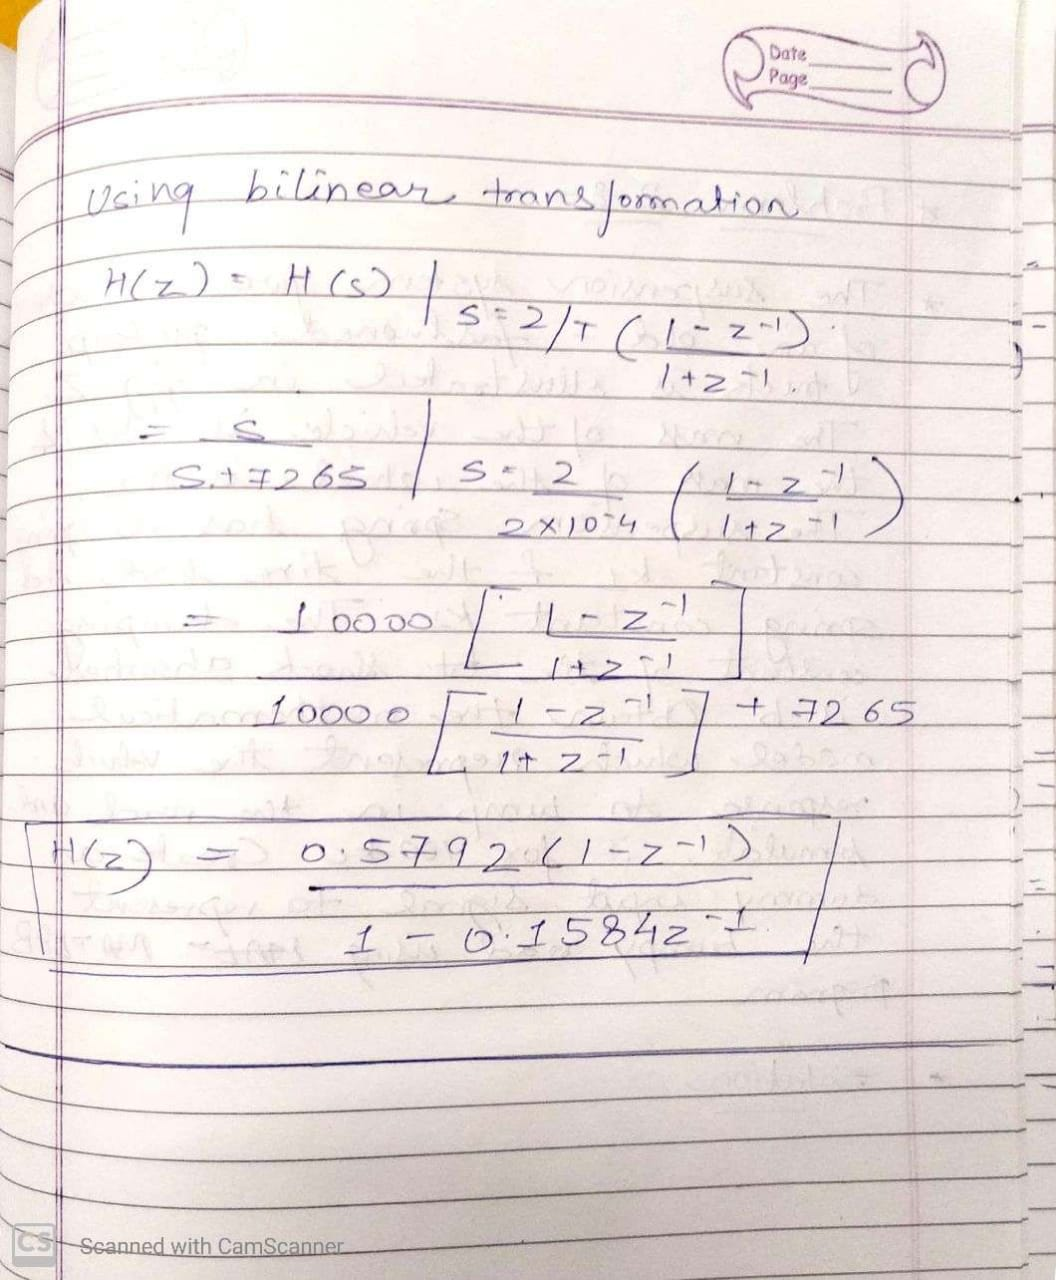 Date
Page
Using bilinear transformation
H(z) = H(s) | s = 2/T ( 1 - z-1 )
1 + z-1
= s
s + 7265 | s = 2 ( 1 - z-1 )
2×10-4 1+z-1
= 10000 [ 1 - z-1 ]
1+z-1
10000 [ 1 - z-1 ] + 7265
1+ z-1
H(z) = 0.5792 (1-z-1)
1 - 0.1584z-1
CS Scanned with CamScanner